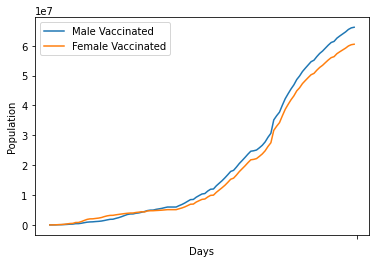 1e7
Male Vaccinated
Female Vaccinated
6
5
4
3
2
1
0
Population
Days